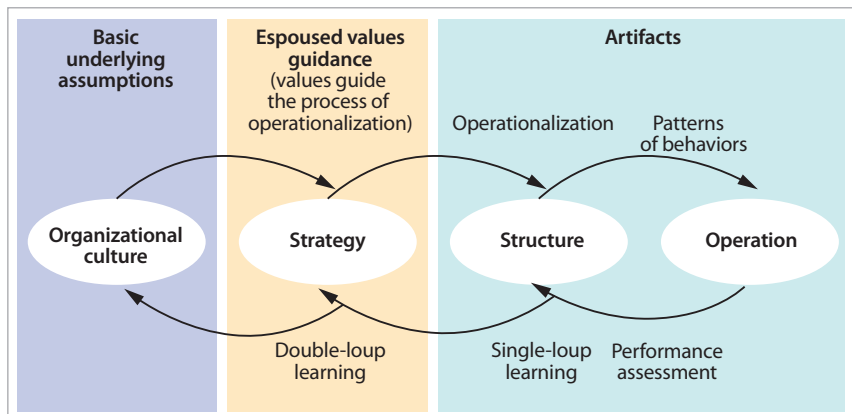 Basic
underlying
assumptions
Espoused values
guidance
(values guide
the process of
operationalization)
Artifacts
Operationalization
Patterns
of behaviors
Organizational
culture
Strategy
Structure
Operation
Double-loup
learning
Single-loup
learning
Performance
assessment